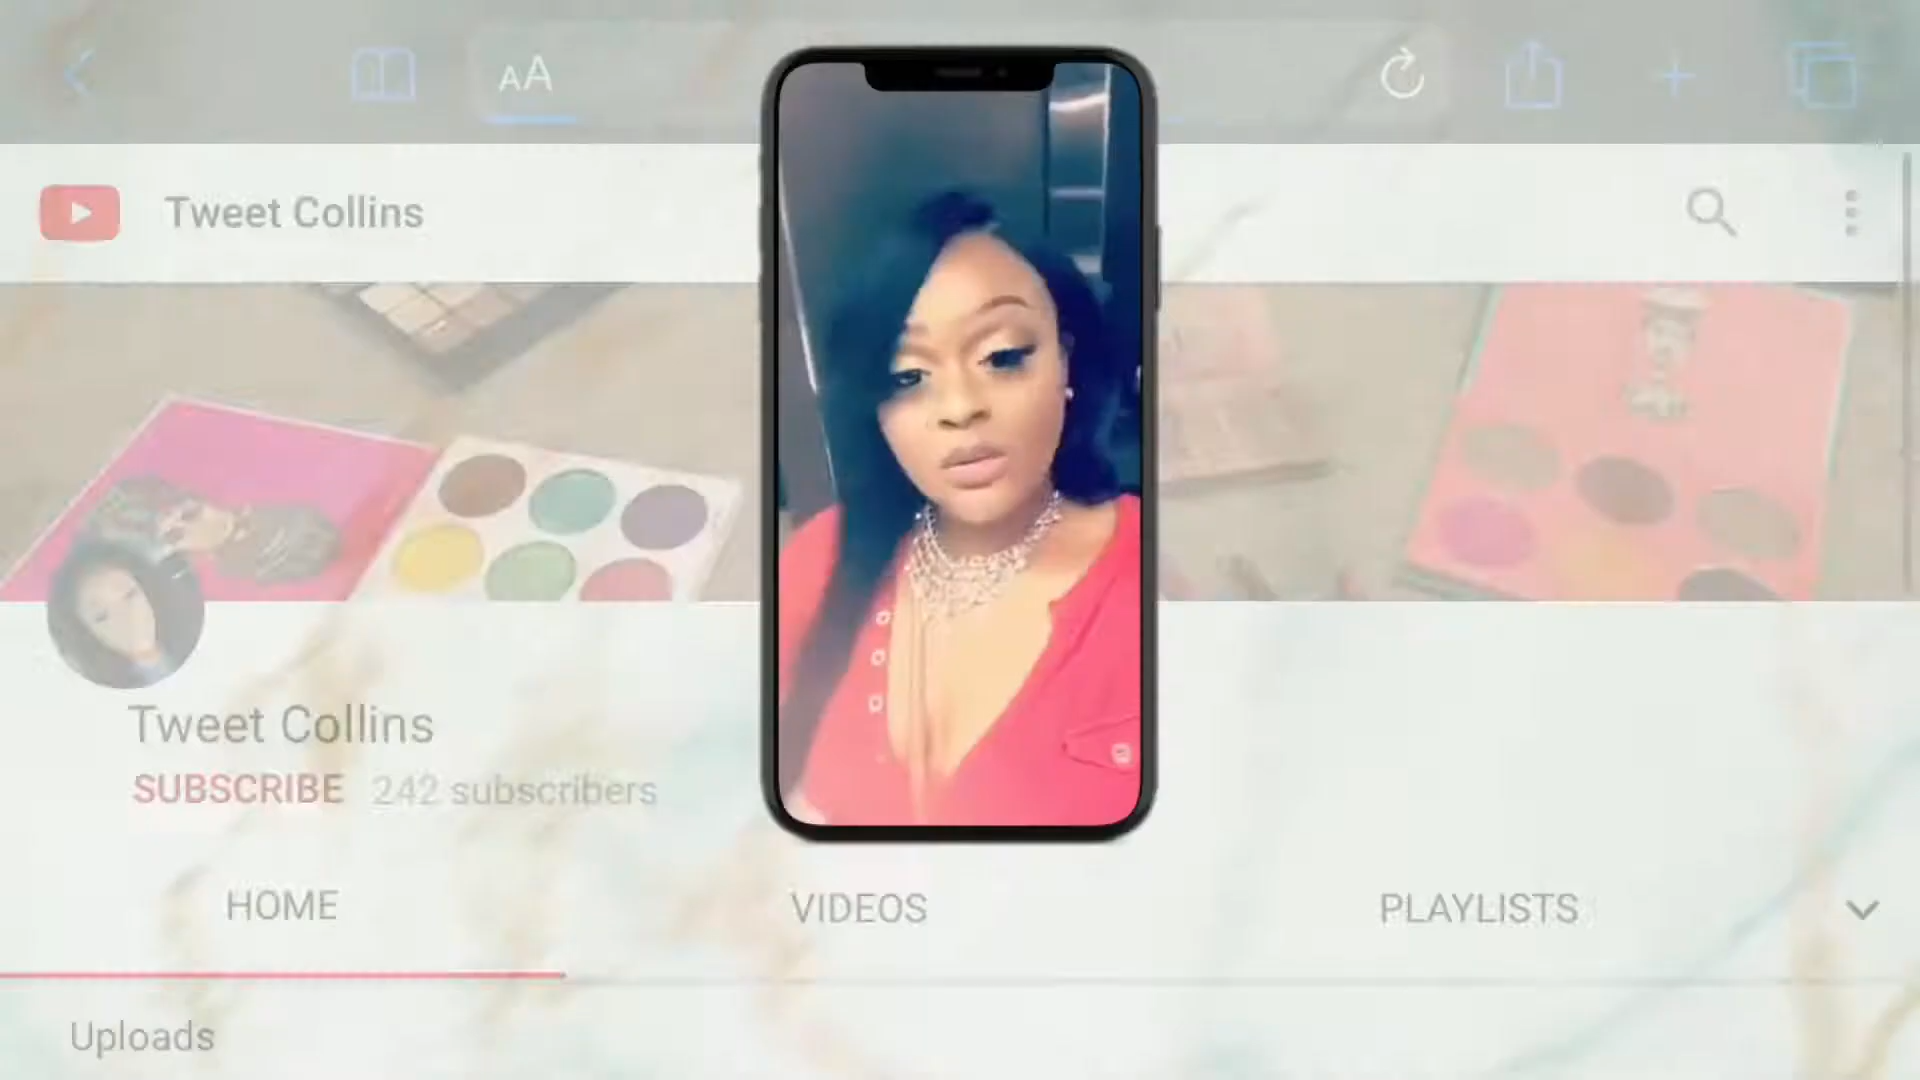 AA
Tweet Collins
Tweet Collins
SUBSCRIBE 242 subscribers
HOME VIDEOS PLAYLISTS
Uploads